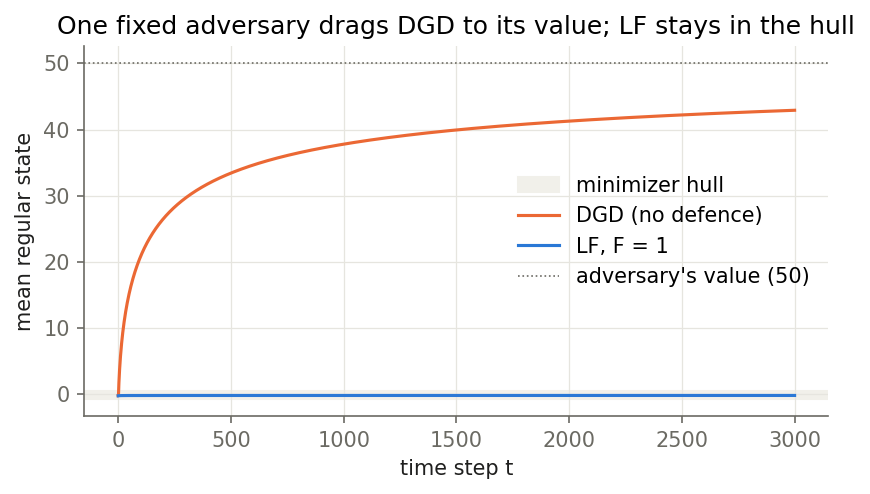 One fixed adversary drags DGD to its value; LF stays in the hull
mean regular state
50
40
30
20
10
0
minimizer hull
DGD (no defence)
LF, F = 1
adversary's value (50)
0 500 1000 1500 2000 2500 3000
time step t